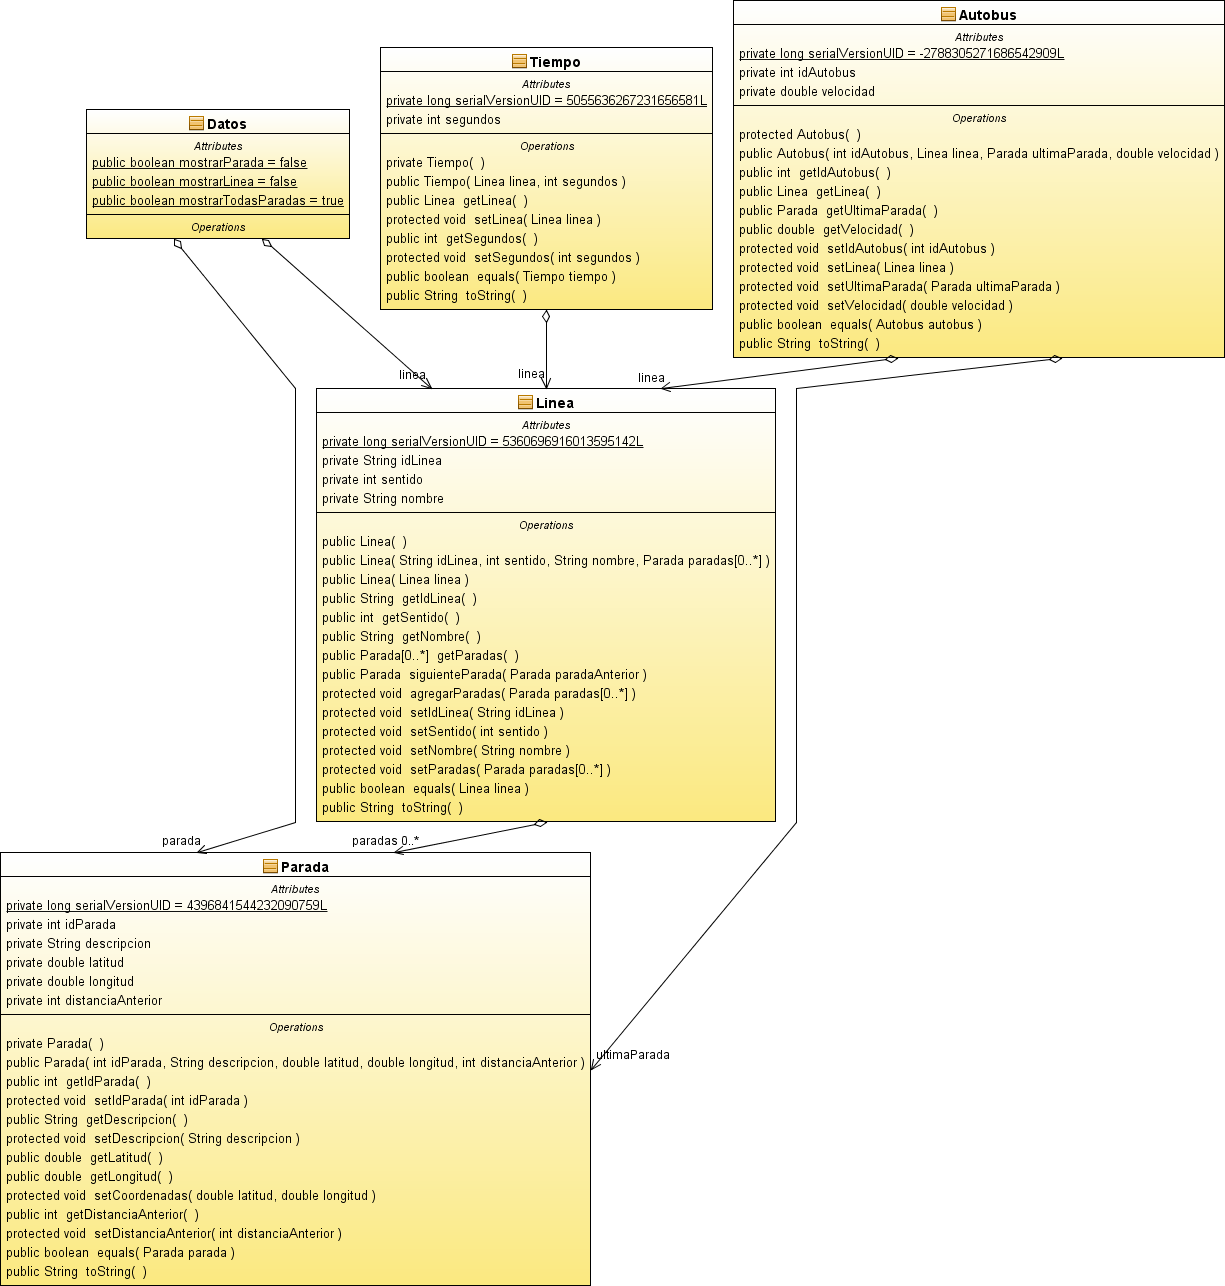 Autobus
Attributes
private long serialVersionUID = -2788305271686542909L
private int idAutobus
private double velocidad
Operations
protected Autobus(  )
public Autobus( int idAutobus, Linea linea, Parada ultimaParada, double velocidad )
public int  getIdAutobus(  )
public Linea  getLinea(  )
public Parada  getUltimaParada(  )
public double  getVelocidad(  )
protected void  setIdAutobus( int idAutobus )
protected void  setLinea( Linea linea )
protected void  setUltimaParada( Parada ultimaParada )
protected void  setVelocidad( double velocidad )
public boolean  equals( Autobus autobus )
public String  toString(  )
Tiempo
Attributes
private long serialVersionUID = 5055636267231656581L
private int segundos
Operations
private Tiempo(  )
public Tiempo( Linea linea, int segundos )
public Linea  getLinea(  )
protected void  setLinea( Linea linea )
public int  getSegundos(  )
protected void  setSegundos( int segundos )
public boolean  equals( Tiempo tiempo )
public String  toString(  )
Datos
Attributes
public boolean mostrarParada = false
public boolean mostrarLinea = false
public boolean mostrarTodasParadas = true
Operations
linea
linea
linea
Linea
Attributes
private long serialVersionUID = 5360696916013595142L
private String idLinea
private int sentido
private String nombre
Operations
public Linea(  )
public Linea( String idLinea, int sentido, String nombre, Parada paradas[0..*] )
public Linea( Linea linea )
public String  getIdLinea(  )
public int  getSentido(  )
public String  getNombre(  )
public Parada[0..*]  getParadas(  )
public Parada  siguienteParada( Parada paradaAnterior )
protected void  agregarParadas( Parada paradas[0..*] )
protected void  setIdLinea( String idLinea )
protected void  setSentido( int sentido )
protected void  setNombre( String nombre )
protected void  setParadas( Parada paradas[0..*] )
public boolean  equals( Linea linea )
public String  toString(  )
parada
paradas 0..*
ultimaParada
Parada
Attributes
private long serialVersionUID = 4396841544232090759L
private int idParada
private String descripcion
private double latitud
private double longitud
private int distanciaAnterior
Operations
private Parada(  )
public Parada( int idParada, String descripcion, double latitud, double longitud, int distanciaAnterior )
public int  getIdParada(  )
protected void  setIdParada( int idParada )
public String  getDescripcion(  )
protected void  setDescripcion( String descripcion )
public double  getLatitud(  )
public double  getLongitud(  )
protected void  setCoordenadas( double latitud, double longitud )
public int  getDistanciaAnterior(  )
protected void  setDistanciaAnterior( int distanciaAnterior )
public boolean  equals( Parada parada )
public String  toString(  )